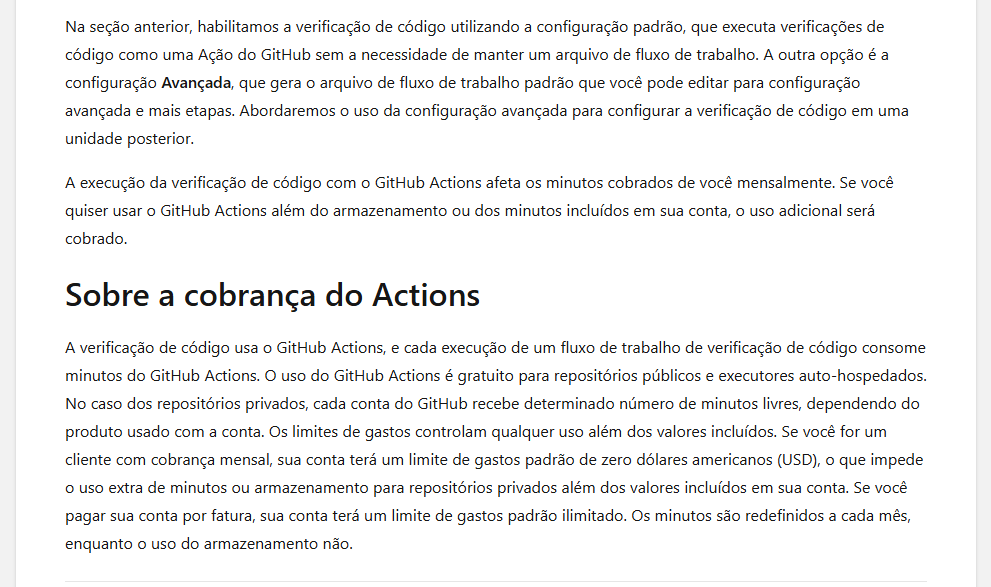 Na seção anterior, habilitamos a verificação de código utilizando a configuração padrão, que executa verificações de
código como uma Ação do GitHub sem a necessidade de manter um arquivo de fluxo de trabalho. A outra opção é a
configuração Avançada, que gera o arquivo de fluxo de trabalho padrão que você pode editar para configuração
avançada e mais etapas. Abordaremos o uso da configuração avançada para configurar a verificação de código em uma
unidade posterior.
A execução da verificação de código com o GitHub Actions afeta os minutos cobrados de você mensalmente. Se você
quiser usar o GitHub Actions além do armazenamento ou dos minutos incluídos em sua conta, o uso adicional será
cobrado.
Sobre a cobrança do Actions
A verificação de código usa o GitHub Actions, e cada execução de um fluxo de trabalho de verificação de código consome
minutos do GitHub Actions. O uso do GitHub Actions é gratuito para repositórios públicos e executores auto-hospedados.
No caso dos repositórios privados, cada conta do GitHub recebe determinado número de minutos livres, dependendo do
produto usado com a conta. Os limites de gastos controlam qualquer uso além dos valores incluídos. Se você for um
cliente com cobrança mensal, sua conta terá um limite de gastos padrão de zero dólares americanos (USD), o que impede
o uso extra de minutos ou armazenamento para repositórios privados além dos valores incluídos em sua conta. Se você
pagar sua conta por fatura, sua conta terá um limite de gastos padrão ilimitado. Os minutos são redefinidos a cada mês,
enquanto o uso do armazenamento não.